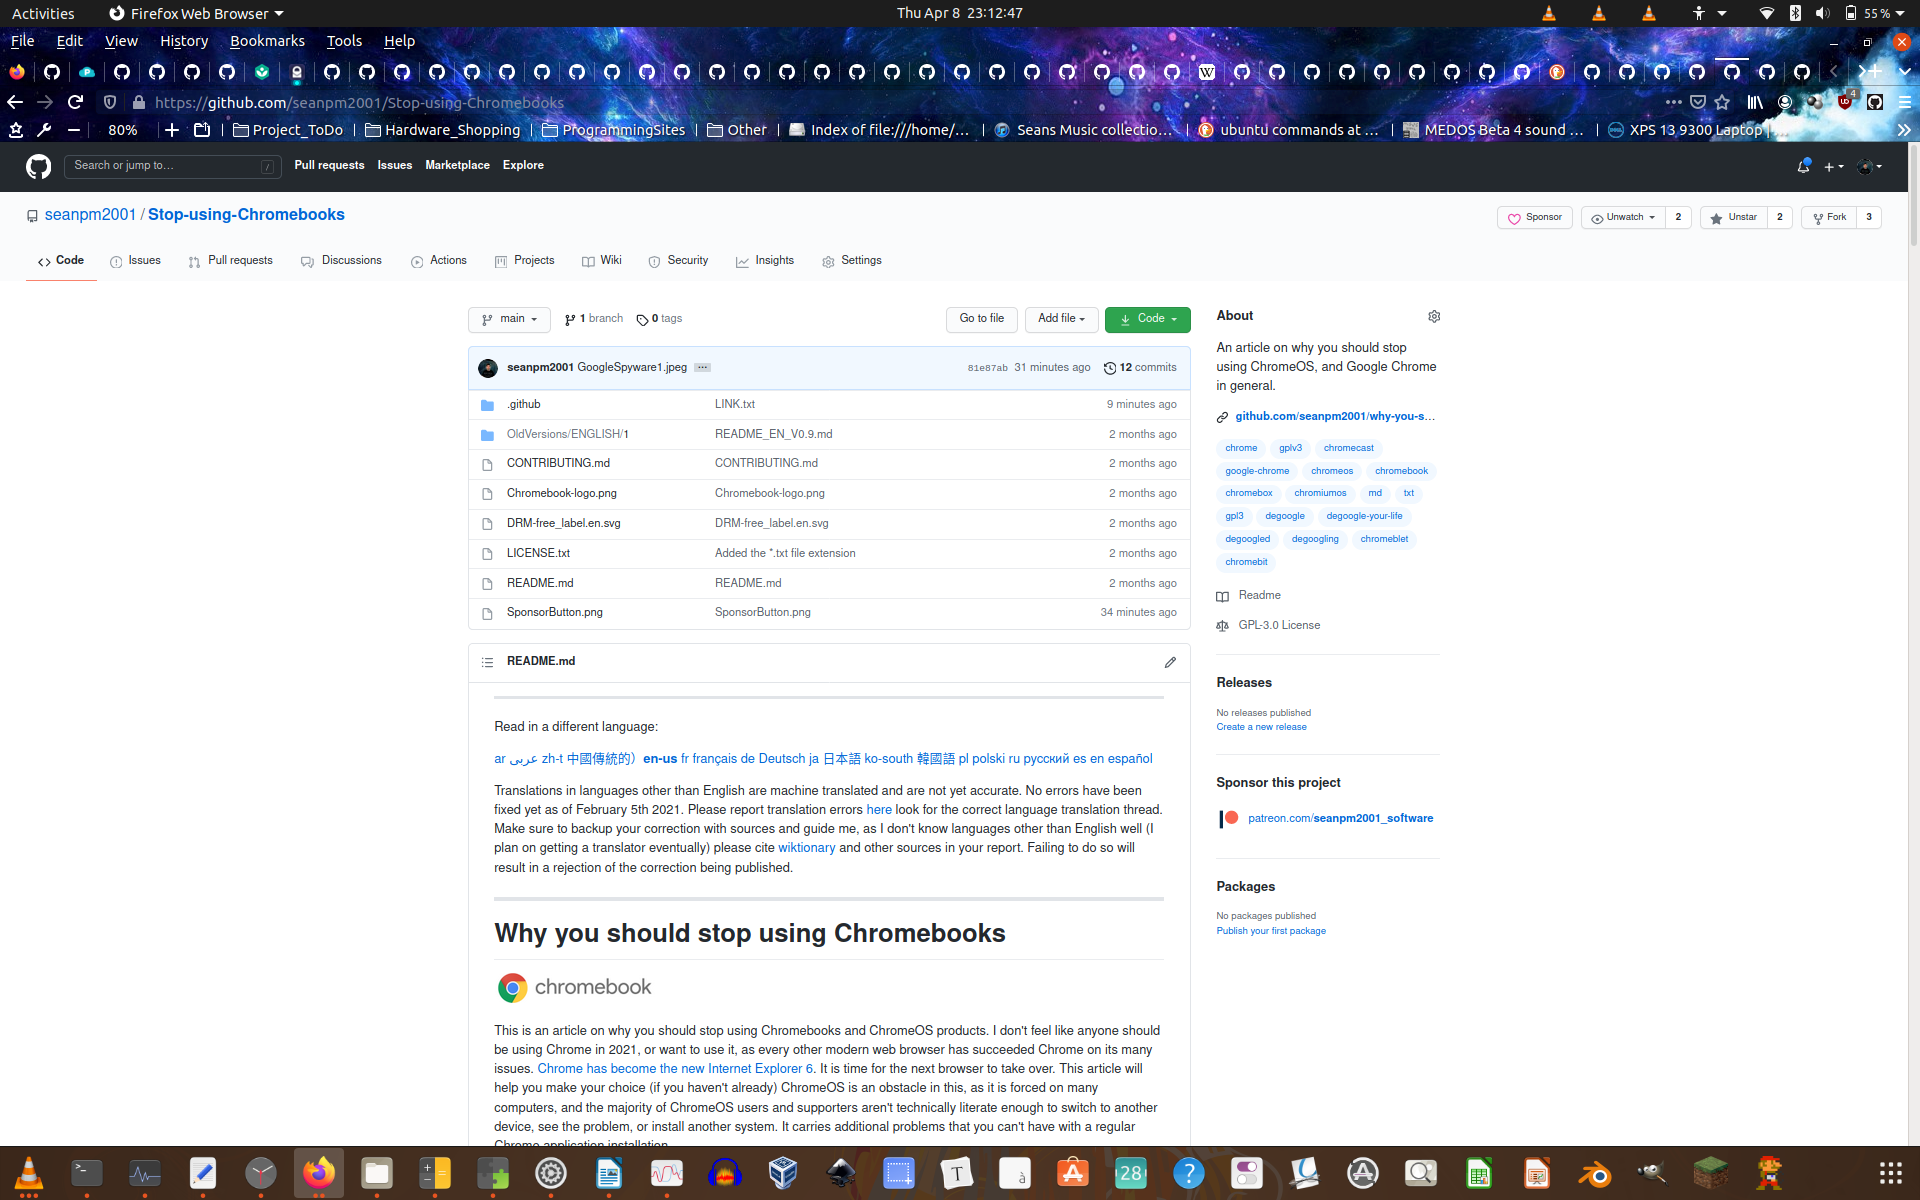 Activities Firefox Web Browser Thu Apr 8 23:12:47 55 %
File Edit View History Bookmarks Tools Help
https://github.com/seanpm2001/Stop-using-Chromebooks 4
80% Project_ToDo Hardware_Shopping ProgrammingSites Other Index of file:///home/… Seans Music collectio… ubuntu commands at … MEDOS Beta 4 sound … XPS 13 9300 Laptop |
Search or jump to… / Pull requests Issues Marketplace Explore
seanpm2001 / Stop-using-Chromebooks Sponsor Unwatch 2 Unstar 2 Fork 3
Code Issues Pull requests Discussions Actions Projects Wiki Security Insights Settings
main 1 branch 0 tags Go to file Add file Code
seanpm2001 GoogleSpyware1.jpeg ... 81e87ab 31 minutes ago 12 commits
.github LINK.txt 9 minutes ago
OldVersions/ENGLISH/1 README_EN_V0.9.md 2 months ago
CONTRIBUTING.md CONTRIBUTING.md 2 months ago
Chromebook-logo.png Chromebook-logo.png 2 months ago
DRM-free_label.en.svg DRM-free_label.en.svg 2 months ago
LICENSE.txt Added the *.txt file extension 2 months ago
README.md README.md 2 months ago
SponsorButton.png SponsorButton.png 34 minutes ago
README.md
Read in a different language:
ar عربى zh-t 中國傳統的） en-us fr français de Deutsch ja 日本語 ko-south 韓國語 pl polski ru русский es en español
Translations in languages other than English are machine translated and are not yet accurate. No errors have been
fixed yet as of February 5th 2021. Please report translation errors here look for the correct language translation thread.
Make sure to backup your correction with sources and guide me, as I don't know languages other than English well (I
plan on getting a translator eventually) please cite wiktionary and other sources in your report. Failing to do so will
result in a rejection of the correction being published.
Why you should stop using Chromebooks
chromebook
This is an article on why you should stop using Chromebooks and ChromeOS products. I don't feel like anyone should
be using Chrome in 2021, or want to use it, as every other modern web browser has succeeded Chrome on its many
issues. Chrome has become the new Internet Explorer 6. It is time for the next browser to take over. This article will
help you make your choice (if you haven't already) ChromeOS is an obstacle in this, as it is forced on many
computers, and the majority of ChromeOS users and supporters aren't technically literate enough to switch to another
device, see the problem, or install another system. It carries additional problems that you can't have with a regular
Chrome application installation
About
An article on why you should stop
using ChromeOS, and Google Chrome
in general.
github.com/seanpm2001/why-you-s…
chrome gplv3 chromecast
google-chrome chromeos chromebook
chromebox chromiumos md txt
gpl3 degoogle degoogle-your-life
degoogled degoogling chromeblet
chromebit
Readme
GPL-3.0 License
Releases
No releases published
Create a new release
Sponsor this project
patreon.com/seanpm2001_software
Packages
No packages published
Publish your first package